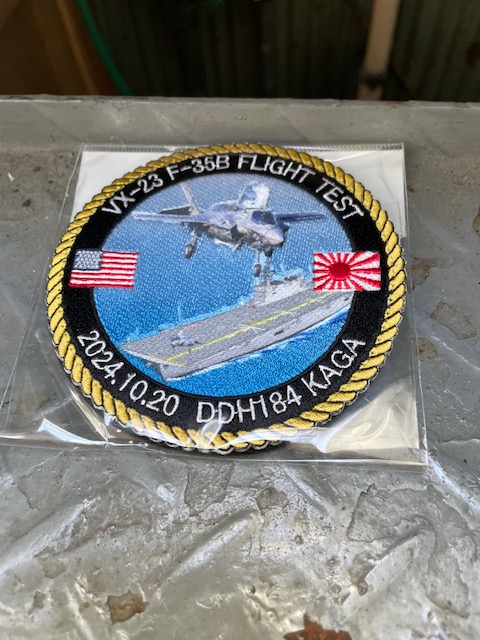 VX-23 F-35B FLIGHT TEST
2024.10.20 DDH184 KAGA